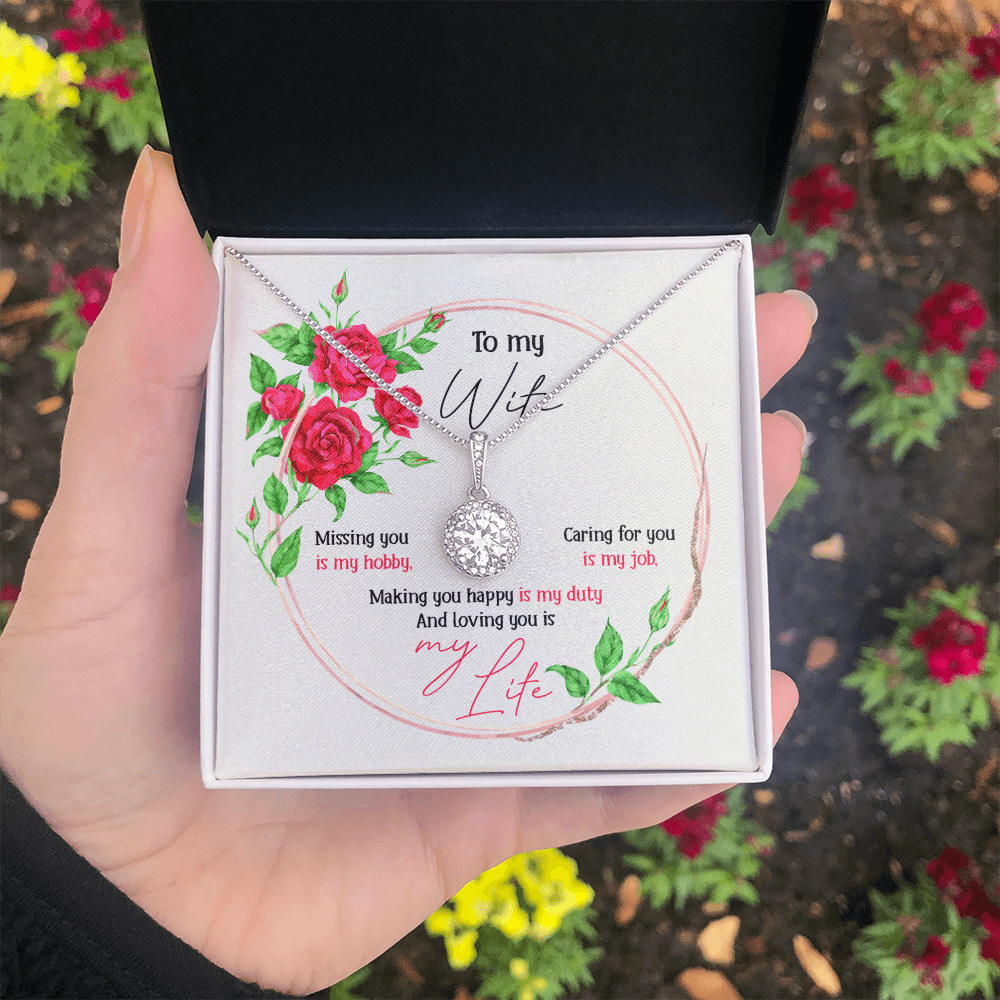 To my
Wife
Missing you
is my hobby,
Caring for you
is my job,
Making you happy is my duty
And loving you is
my
Life